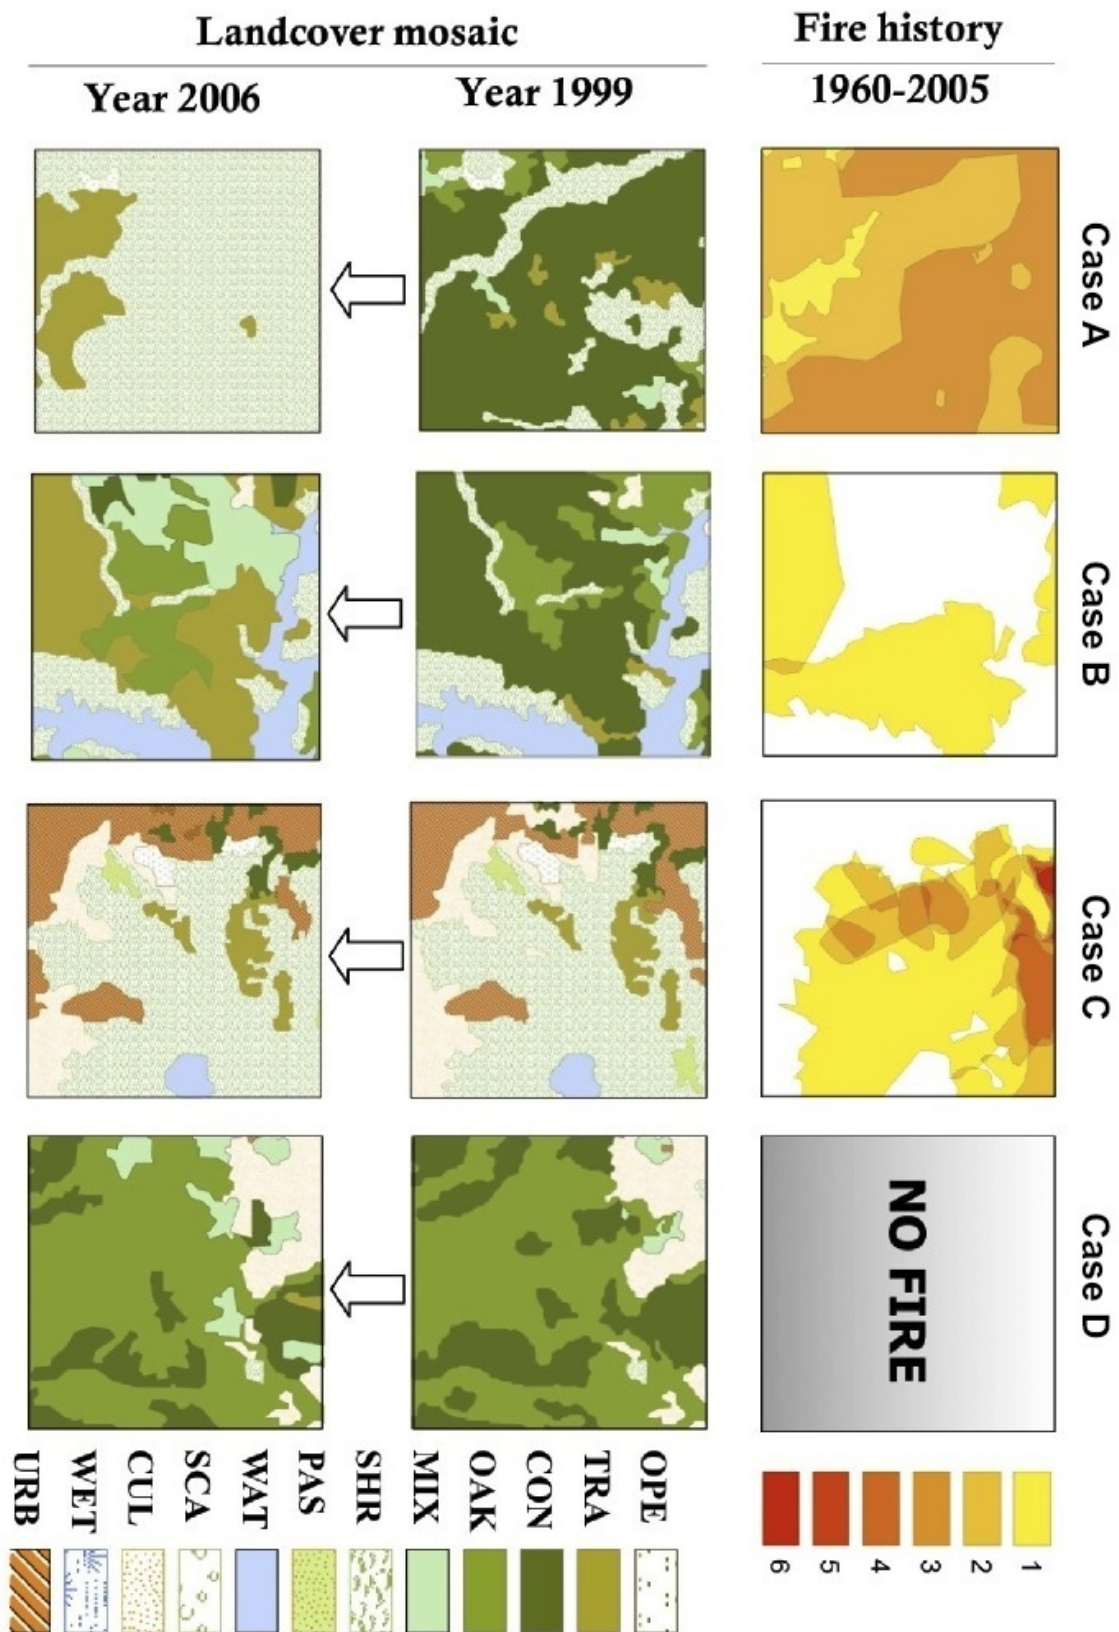 Landcover mosaic
Fire history
Year 2006
Year 1999
1960-2005
Case A
Case B
Case C
Case D
NO FIRE
URB
WET
CUL
SCA
WAT
PAS
SHR
MIX
OAK
CON
TRA
OPE
6
5
4
3
2
1